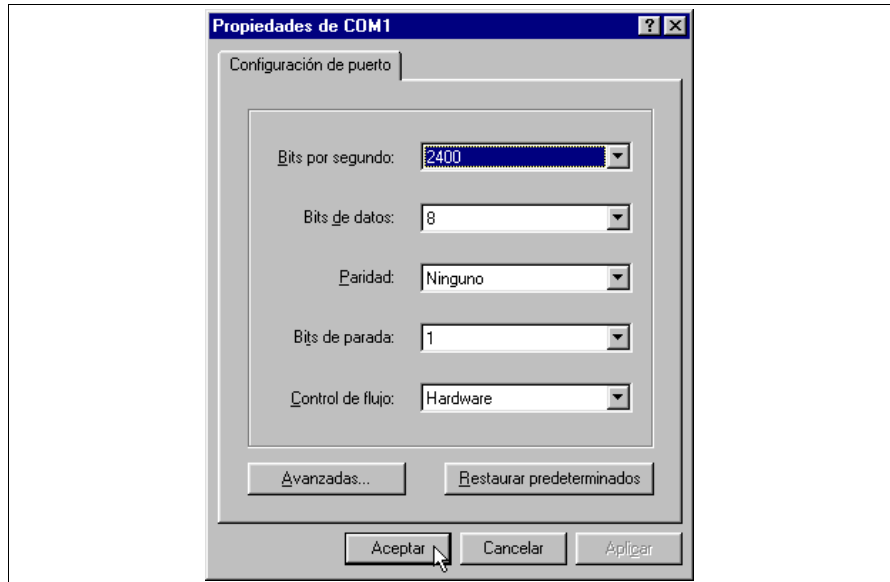 Propiedades de COM1
Configuración de puerto
Bits por segundo: 2400
Bits de datos: 8
Paridad: Ninguno
Bits de parada: 1
Control de flujo: Hardware
Avanzadas... Restaurar predeterminados
Aceptar Cancelar Aplicar